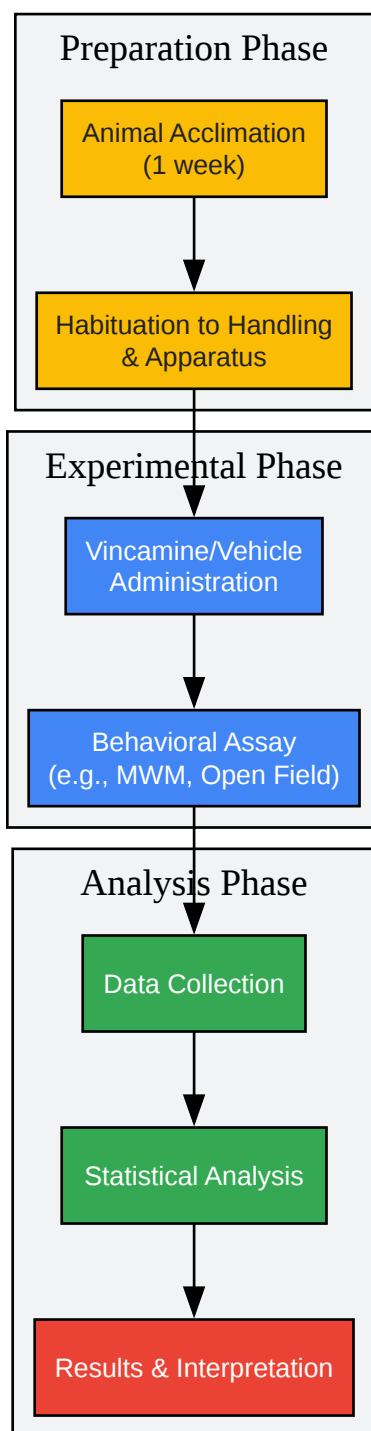 Preparation Phase
Animal Acclimation
(1 week)
Habituation to Handling
& Apparatus
Experimental Phase
Vincamine/Vehicle
Administration
Behavioral Assay
(e.g., MWM, Open Field)
Analysis Phase
Data Collection
Statistical Analysis
Results & Interpretation